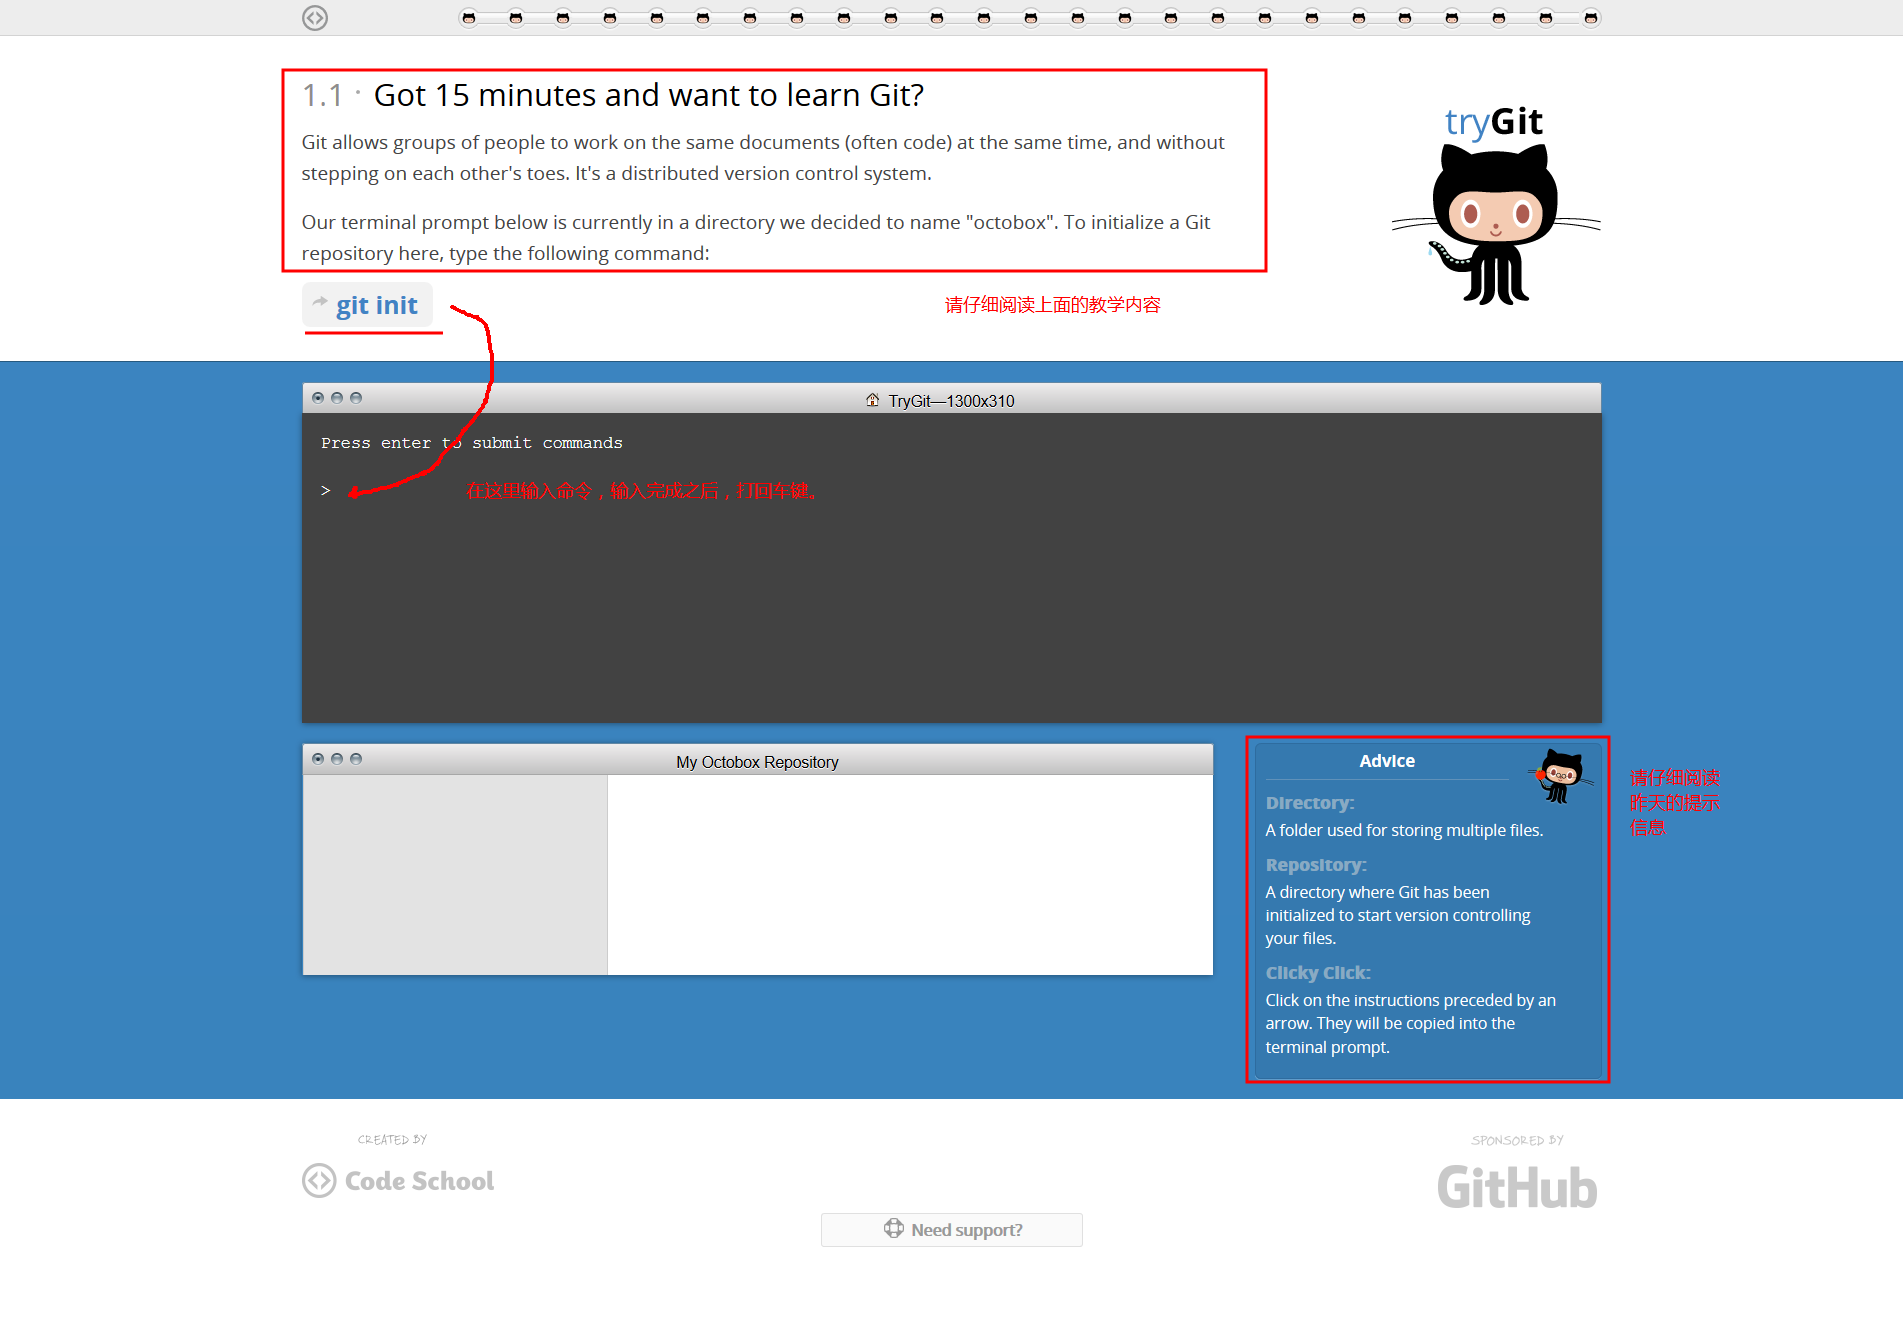 1.1 · Got 15 minutes and want to learn Git?
tryGit
Git allows groups of people to work on the same documents (often code) at the same time, and without
stepping on each other's toes. It's a distributed version control system.
Our terminal prompt below is currently in a directory we decided to name "octobox". To initialize a Git
repository here, type the following command:
git init
请仔细阅读上面的教学内容
TryGit—1300x310
Press enter to submit commands
>
在这里输入命令，输入完成之后，打回车键。
My Octobox Repository
Advice
Directory:
A folder used for storing multiple files.
Repository:
A directory where Git has been
initialized to start version controlling
your files.
Clicky Click:
Click on the instructions preceded by an
arrow. They will be copied into the
terminal prompt.
请仔细阅读
昨天的提示
信息
CREATED BY
Code School
SPONSORED BY
GitHub
Need support?